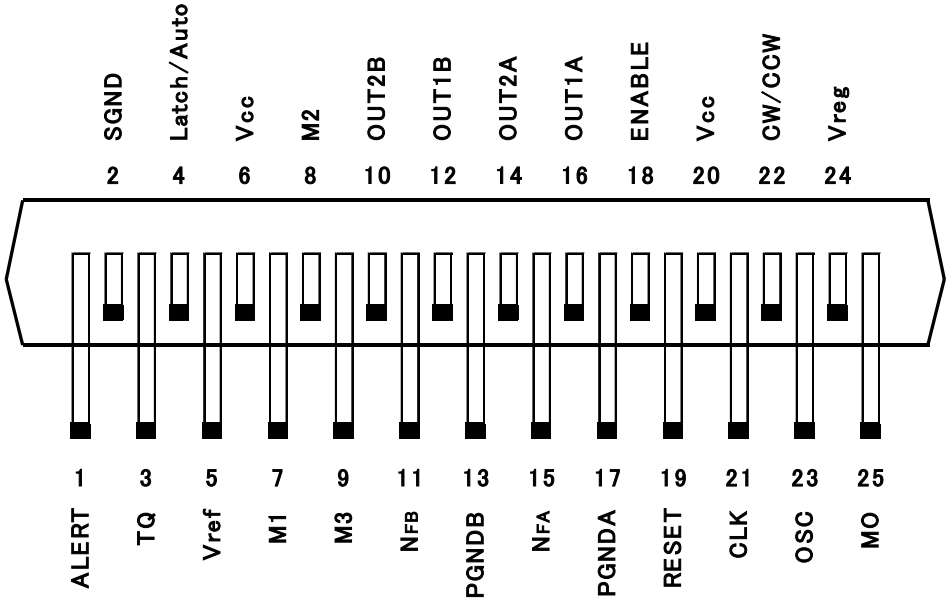 SGND Latch/Auto Vcc M2 OUT2B OUT1B OUT2A OUT1A ENABLE Vcc CW/CCW Vreg
2 4 6 8 10 12 14 16 18 20 22 24
1 3 5 7 9 11 13 15 17 19 21 23 25
ALERT TQ Vref M1 M3 NFB PGNDB NFA PGNDA RESET CLK OSC MO